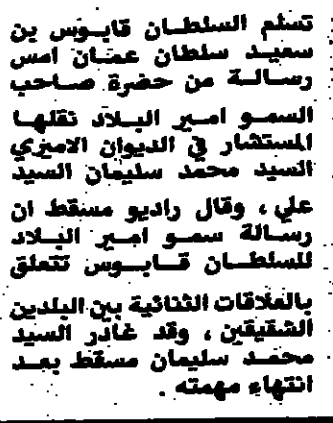 تسلم السلطان قابوس بن
سعيد سلطان عمان امس
رسالة من حضرة صاحب
السمو امير البلاد نقلها
المستشار في الديوان الاميري
السيد محمد سليمان السيد
علي ، وقال راديو مسقط ان
رسالة سمو امير البلاد
للسلطان قابوس تتعلق
بالعلاقات الثنائية بين البلدين
الشقيقين ، وقد غادر السيد
محمد سليمان مسقط بعد
انتهاء مهمته .